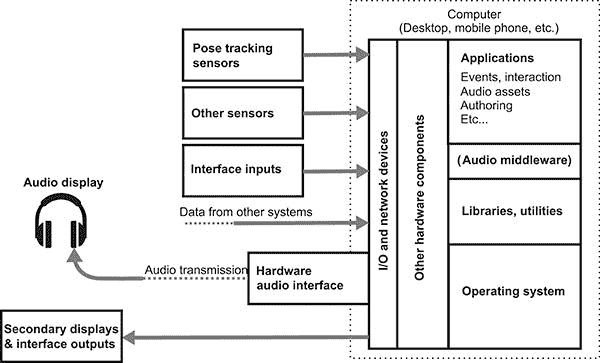 Computer
(Desktop, mobile phone, etc.)
Pose tracking
sensors
Other sensors
Interface inputs
Data from other systems
Audio display
Audio transmission
Hardware
audio interface
Secondary displays
& interface outputs
I/O and network devices
Other hardware components
Applications
Events, interaction
Audio assets
Authoring
Etc...
(Audio middleware)
Libraries, utilities
Operating system